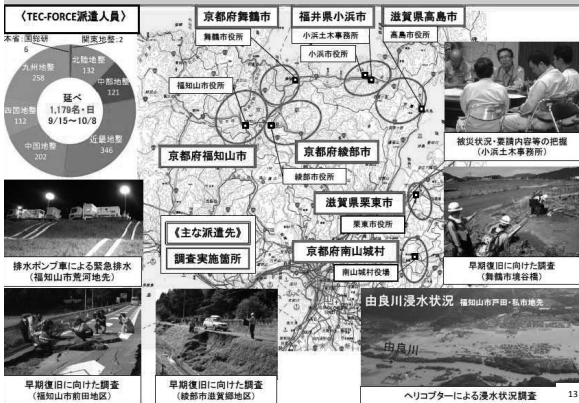 〈TEC-FORCE派遣人員〉
本省:国総研
6
関東地整:2
北陸地整
132
中部地整
121
近畿地整
346
中国地整
202
四国地整
112
九州地整
258
延べ
1,179名・日
9/15～10/8
京都府舞鶴市
舞鶴市役所
福井県小浜市
小浜土木事務所
小浜市役所
滋賀県高島市
高島市役所
福知山市役所
京都府福知山市
京都府綾部市
綾部市役所
滋賀県栗東市
栗東市役所
京都府南山城村
南山城村役場
《主な派遣先》
調査実施箇所
被災状況・要請内容等の把握
(小浜土木事務所)
排水ポンプ車による緊急排水
(福知山市荒河地先)
早期復旧に向けた調査
(舞鶴市境谷橋)
早期復旧に向けた調査
(福知山市前田地区)
早期復旧に向けた調査
(綾部市滋賀郷地区)
由良川浸水状況 福知山市戸田・私市地先
由良川
ヘリコプターによる浸水状況調査
13